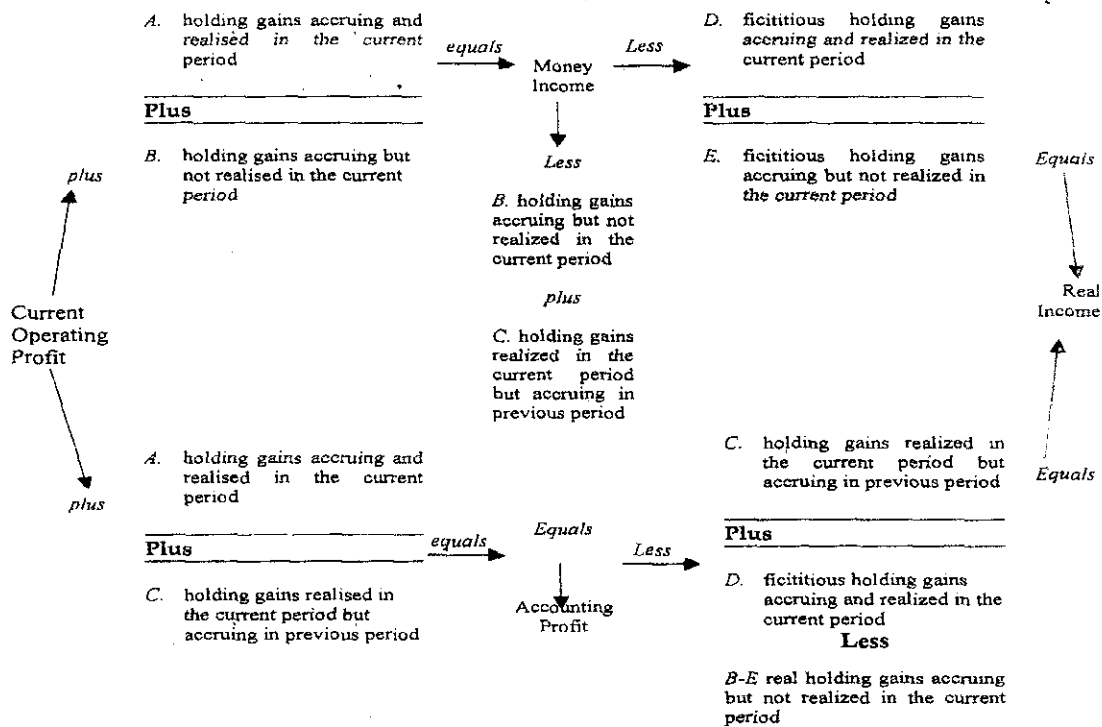 A. holding gains accruing and
realised in the current
period
equals
Money
Income
Less
D. ficititious holding gains
accruing and realized in the
current period
Plus
Plus
B. holding gains accruing but
not realised in the current
period
plus
Less
B. holding gains
accruing but not
realized in the
current period
plus
C. holding gains
realized in the
current period
but accruing in
previous period
E. ficititious holding gains
accruing but not realized in
the current period
Equals
Real
Income
Current
Operating
Profit
plus
A. holding gains accruing and
realised in the current
period
Plus
C. holding gains realised in
the current period but
accruing in previous period
equals
Equals
Accounting
Profit
Less
C. holding gains realized in
the current period but
accruing in previous period
Equals
Plus
D. ficititious holding gains
accruing and realized in the
current period
Less
B-E real holding gains accruing
but not realized in the current
period